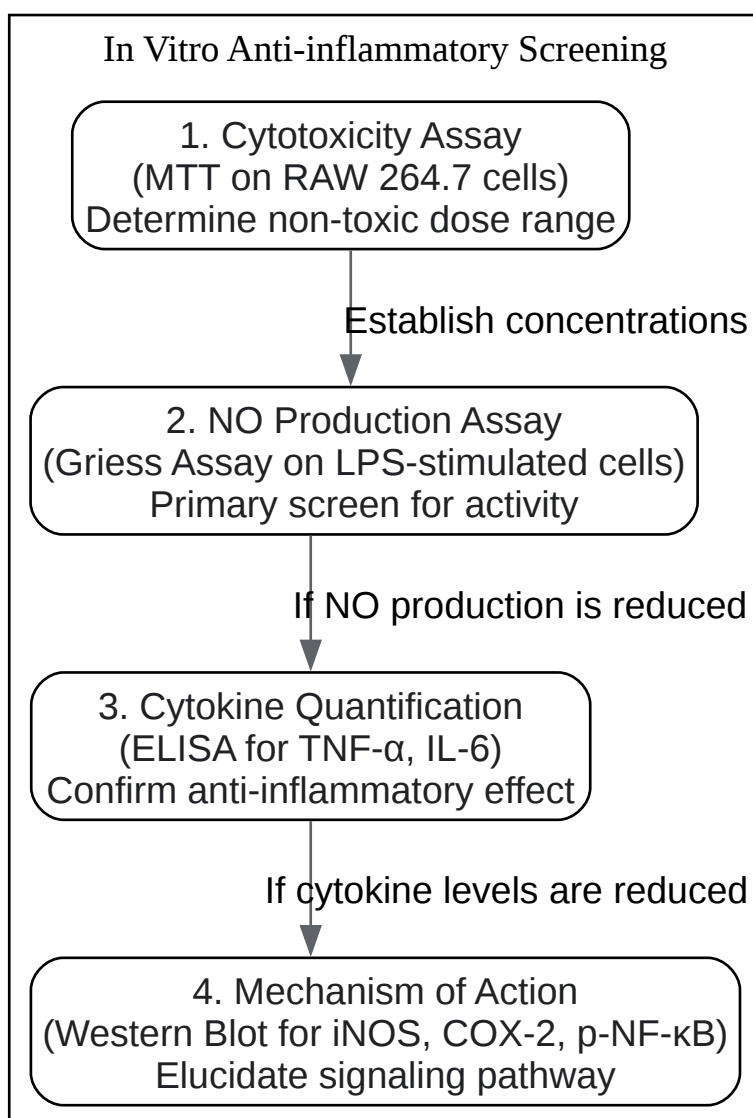 In Vitro Anti-inflammatory Screening
1. Cytotoxicity Assay
(MTT on RAW 264.7 cells)
Determine non-toxic dose range
Establish concentrations
2. NO Production Assay
(Griess Assay on LPS-stimulated cells)
Primary screen for activity
If NO production is reduced
3. Cytokine Quantification
(ELISA for TNF-α, IL-6)
Confirm anti-inflammatory effect
If cytokine levels are reduced
4. Mechanism of Action
(Western Blot for iNOS, COX-2, p-NF-κB)
Elucidate signaling pathway